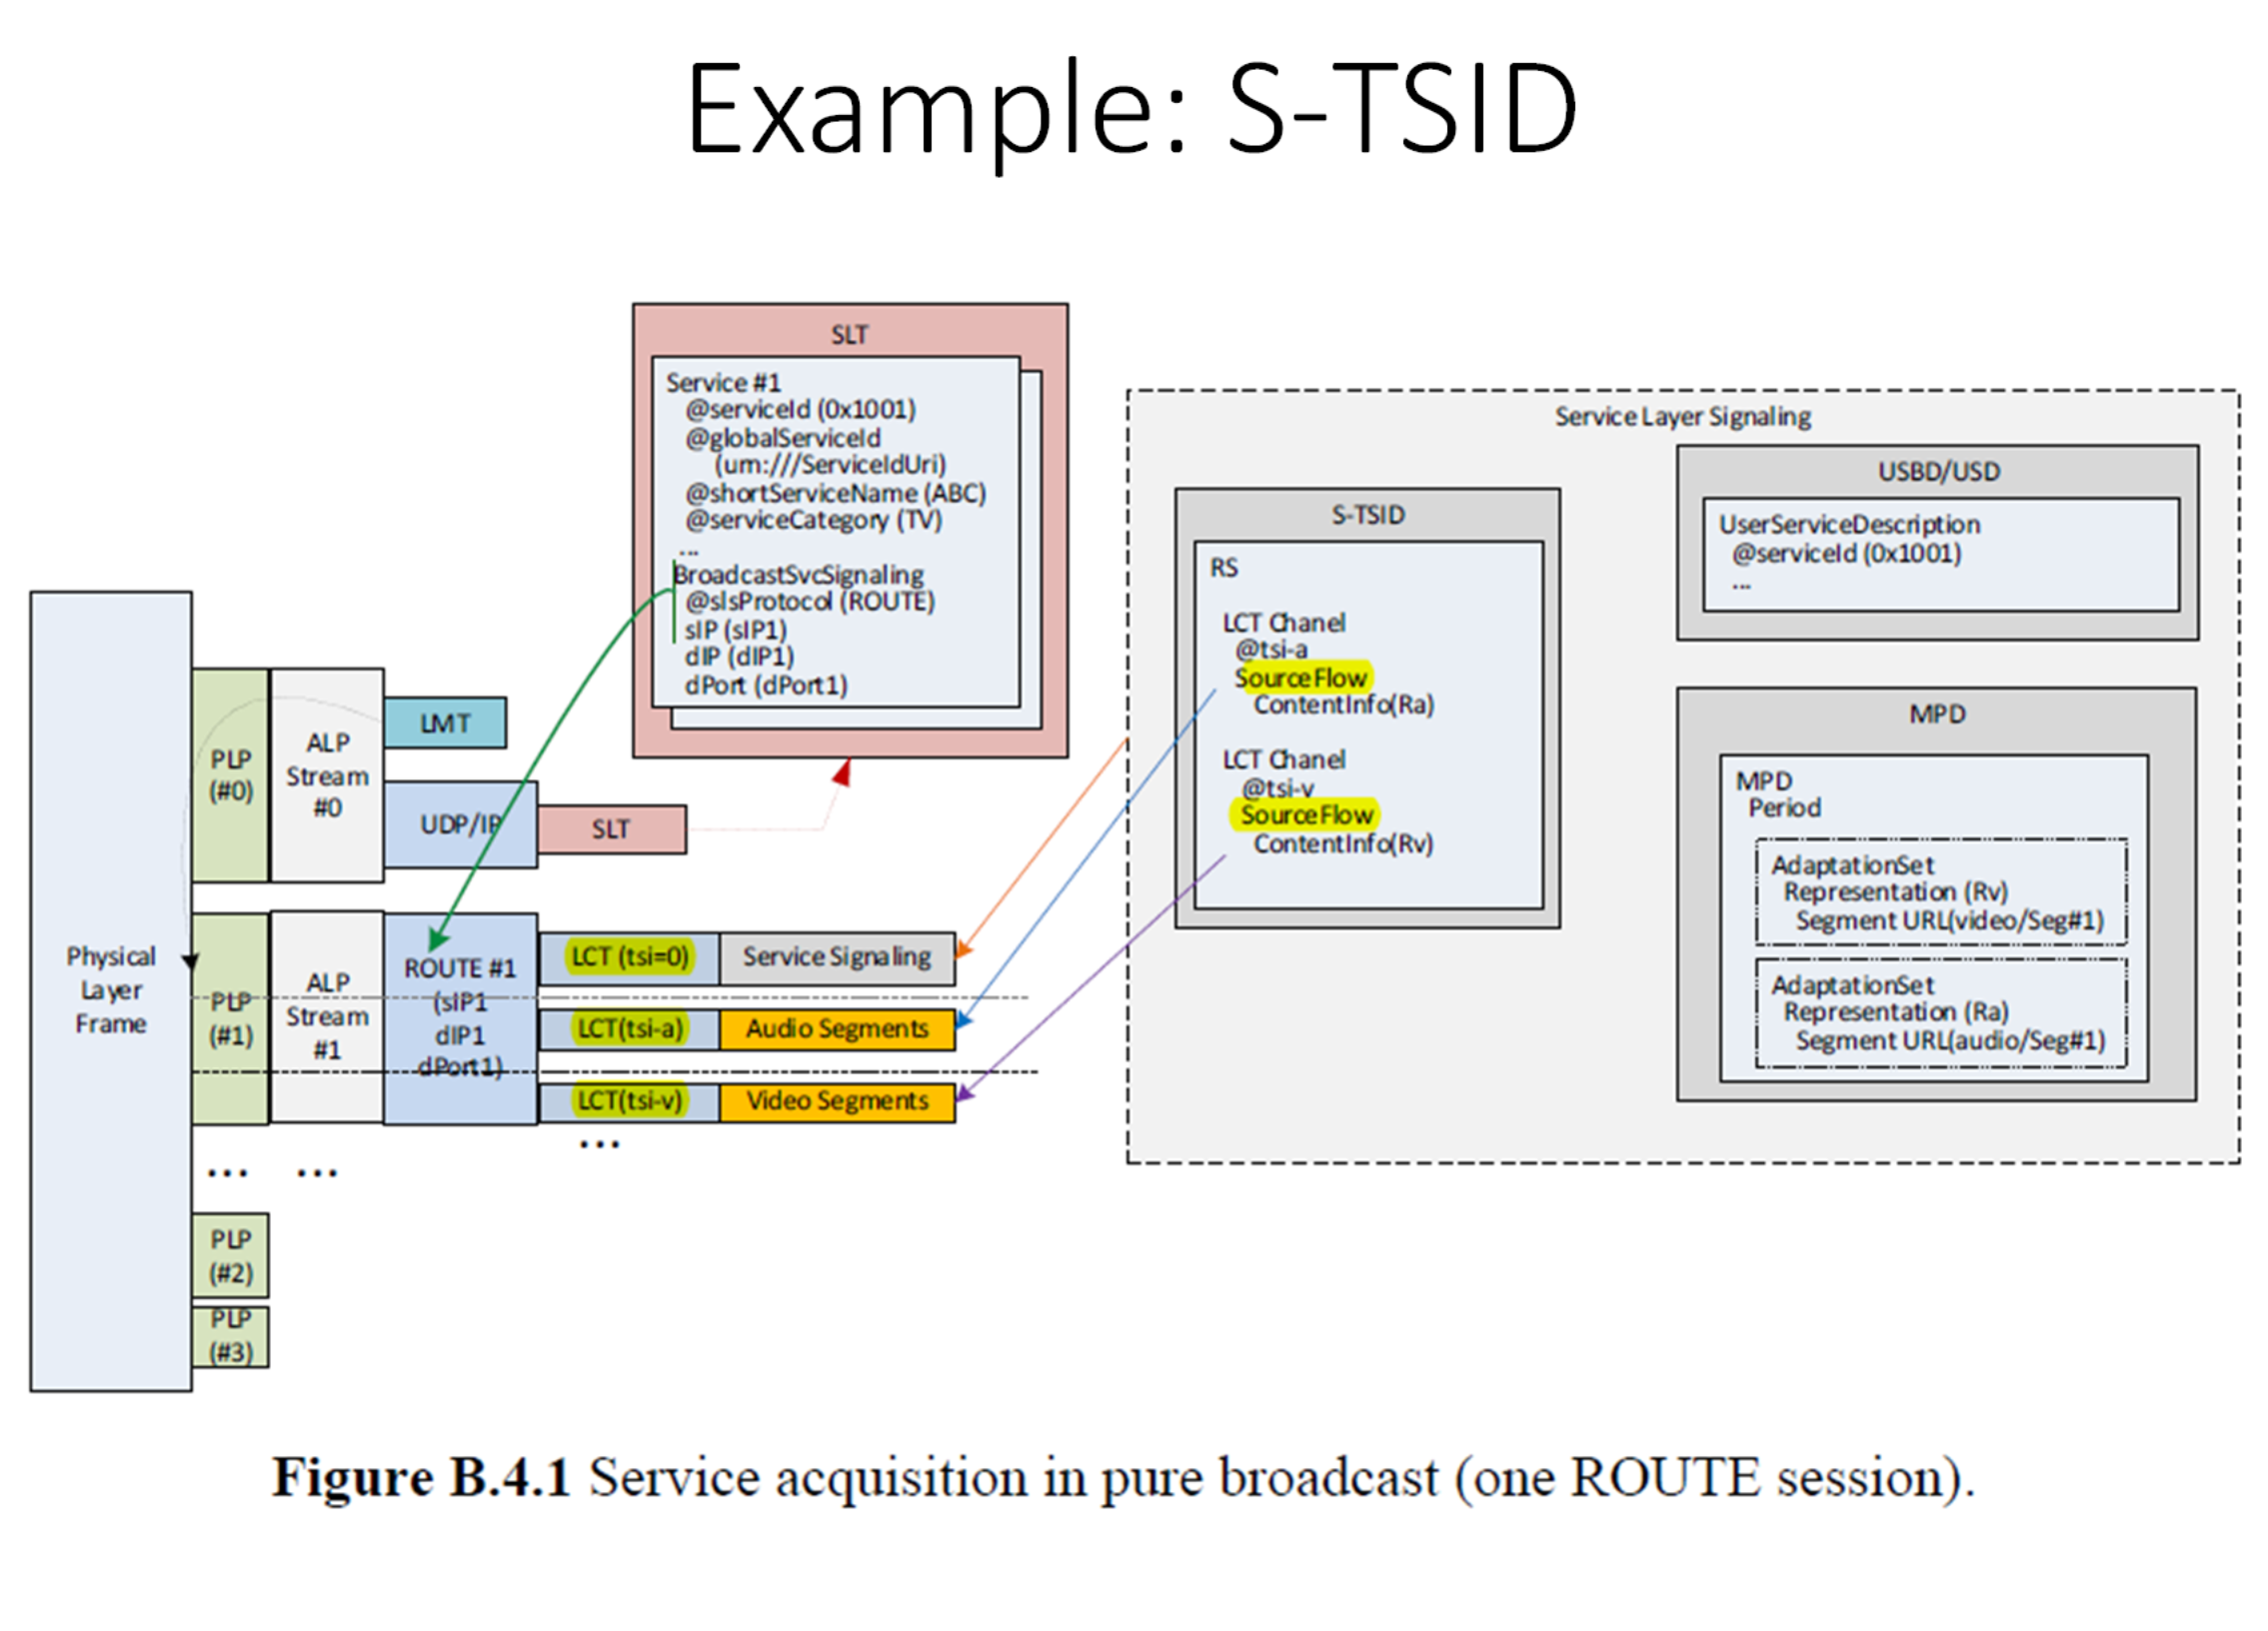 Example: S-TSID
SLT
Service #1
@serviceId (0x1001)
@globalServiceId
(um:///ServiceIdUri)
@shortServiceName (ABC)
@serviceCategory (TV)
...
BroadcastSvcSignaling
@slsProtocol (ROUTE)
sIP (sIP1)
dIP (dIP1)
dPort (dPort1)
Physical
Layer
Frame
PLP
(#0)
ALP
Stream
#0
LMT
UDP/IP
SLT
PLP
(#1)
ALP
Stream
#1
ROUTE #1
(sIP1
dIP1
dPort1)
LCT (tsi=0)
Service Signaling
LCT(tsi-a)
Audio Segments
LCT(tsi-v)
Video Segments
...
... ...
PLP
(#2)
PLP
(#3)
Service Layer Signaling
S-TSID
RS
LCT Chanel
@tsi-a
SourceFlow
ContentInfo(Ra)
LCT Chanel
@tsi-v
SourceFlow
ContentInfo(Rv)
USBD/USD
UserServiceDescription
@serviceId (0x1001)
...
MPD
MPD
Period
AdaptationSet
Representation (Rv)
Segment URL(video/Seg#1)
AdaptationSet
Representation (Ra)
Segment URL(audio/Seg#1)
Figure B.4.1 Service acquisition in pure broadcast (one ROUTE session).